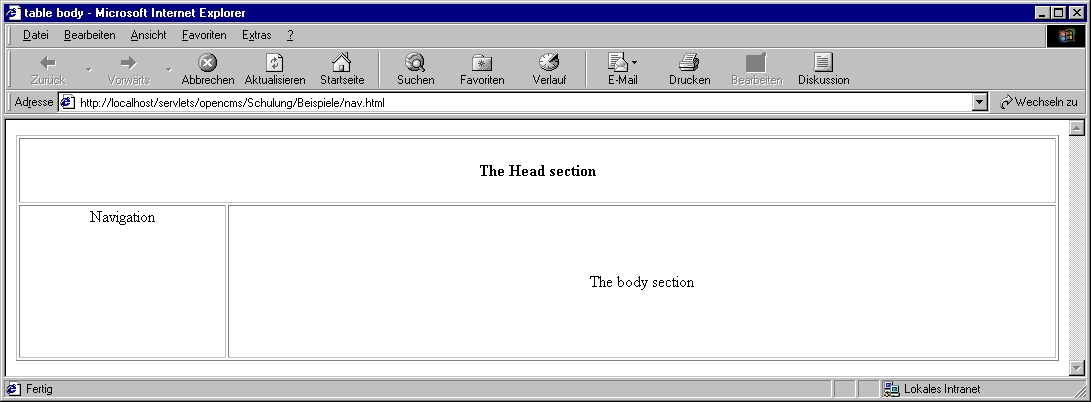 table body - Microsoft Internet Explorer
Datei Bearbeiten Ansicht Favoriten Extras ?
Zurück Vorwärts Abbrechen Aktualisieren Startseite Suchen Favoriten Verlauf E-Mail Drucken Bearbeiten Diskussion
Adresse http://localhost/servlets/opencms/Schulung/Beispiele/nav.html Wechseln zu
The Head section
Navigation
The body section
Fertig Lokales Intranet